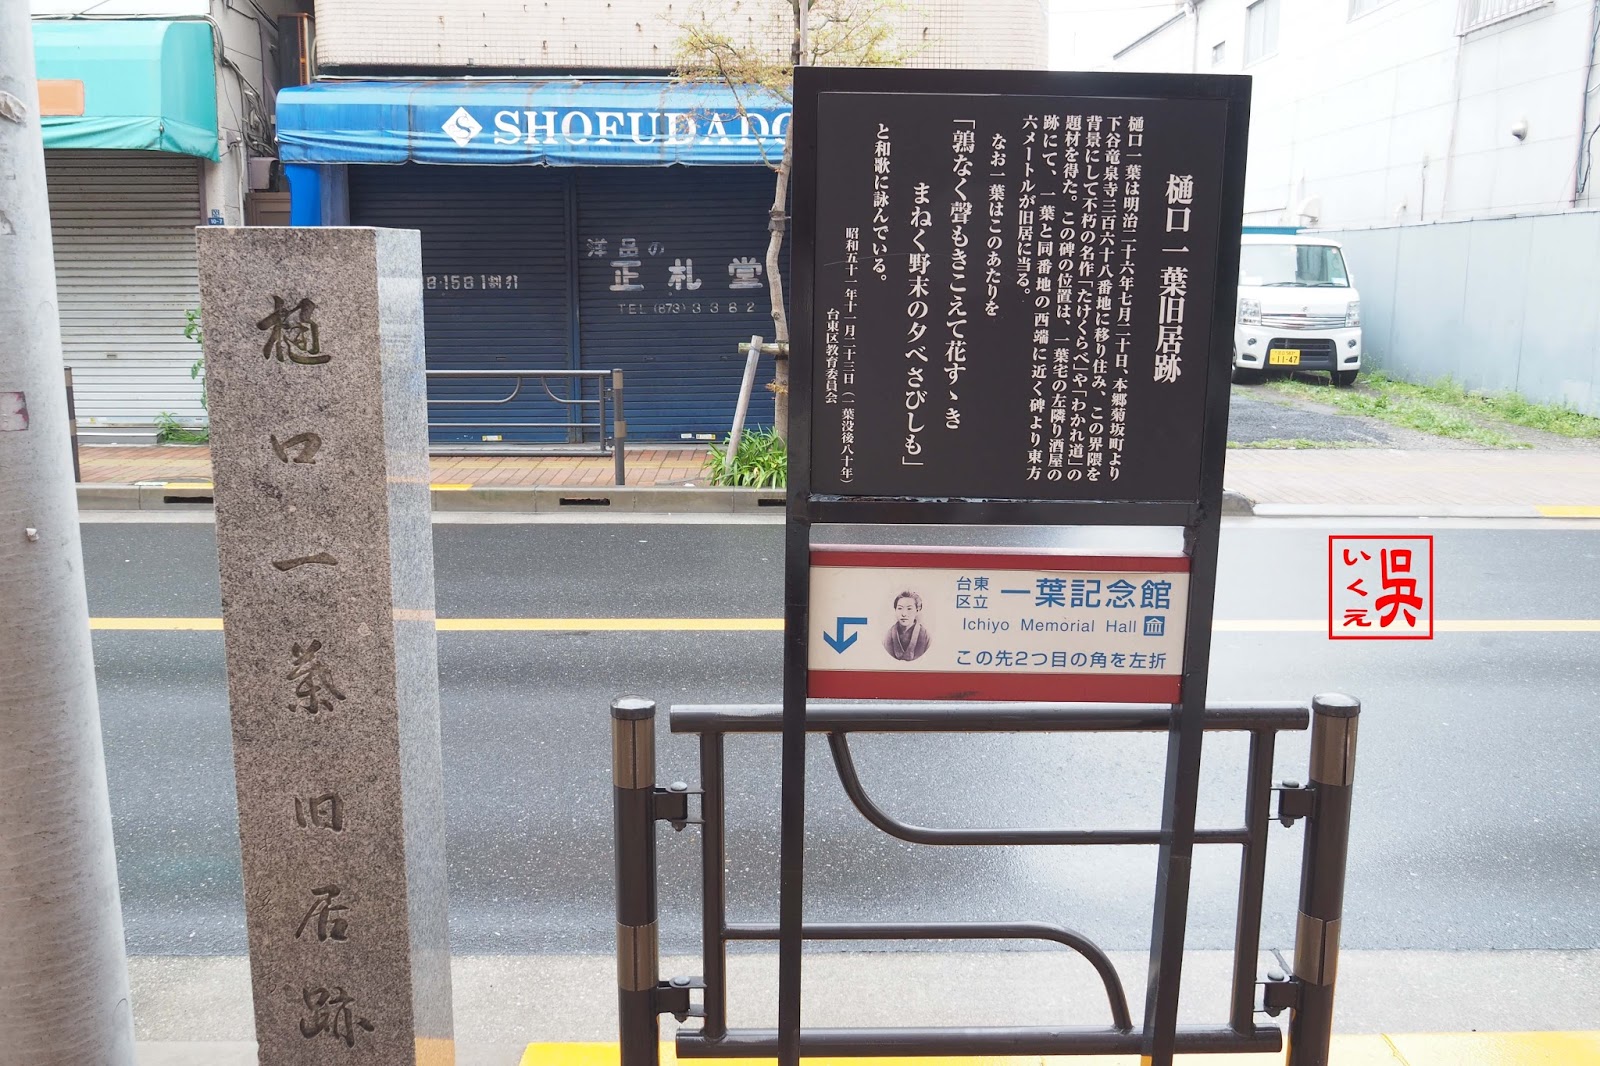 樋口一葉旧居跡
SHOFUDADO
洋品の
正札堂
TEL (873) 3362
樋口一葉旧居跡
樋口一葉は明治二十六年七月二十日、本郷菊坂町より
下谷竜泉寺三百六十八番地に移り住み、この界隈を
背景にして不朽の名作「たけくらべ」や「わかれ道」の
題材を得た。この碑の位置は、一葉宅の左隣り酒屋の
跡にて、一葉と同番地の西端に近く碑より東方
六メートルが旧居に当る。
なお一葉はこのあたりを
「鶉なく聲もきこえて花すゝき
まねく野末の夕べさびしも」
と和歌に詠んでいる。
昭和五十一年十一月二十三日(一葉没後八十年)
台東区教育委員会
台東区立 一葉記念館
Ichiyo Memorial Hall
この先2つ目の角を左折
11-47
呉
いくえ